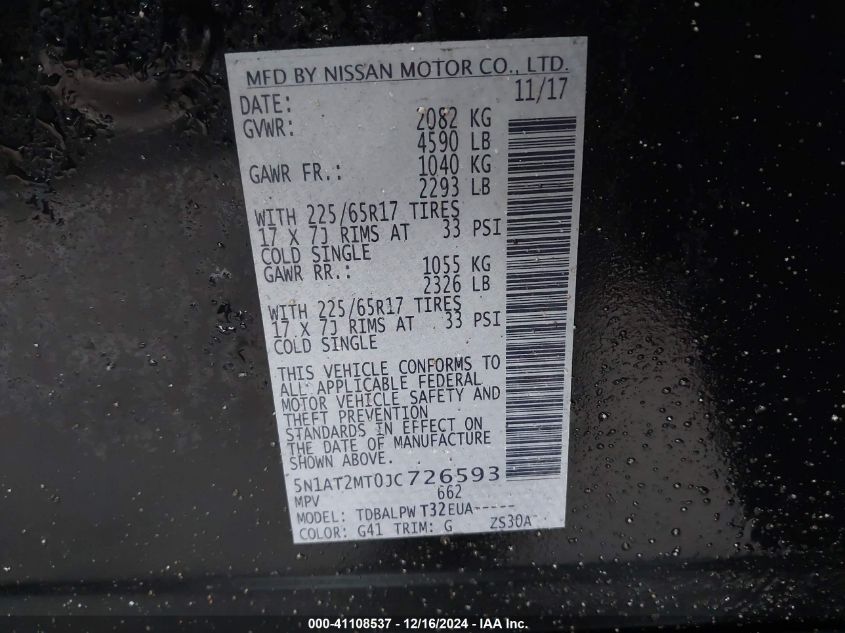 MFD BY NISSAN MOTOR CO., LTD.
DATE: 11/17
GVWR: 2082 KG
4590 LB
GAWR FR.: 1040 KG
2293 LB
WITH 225/65R17 TIRES
17 X 7J RIMS AT 33 PSI
COLD SINGLE
GAWR RR.: 1055 KG
2326 LB
WITH 225/65R17 TIRES
17 X 7J RIMS AT 33 PSI
COLD SINGLE
THIS VEHICLE CONFORMS TO
ALL APPLICABLE FEDERAL
MOTOR VEHICLE SAFETY AND
THEFT PREVENTION
STANDARDS IN EFFECT ON
THE DATE OF MANUFACTURE
SHOWN ABOVE.
5N1AT2MT0JC726593
MPV 662
MODEL: TDBALPW T32EUA-----
COLOR: G41 TRIM: G ZS30A
000-41108537 - 12/16/2024 - IAA Inc.